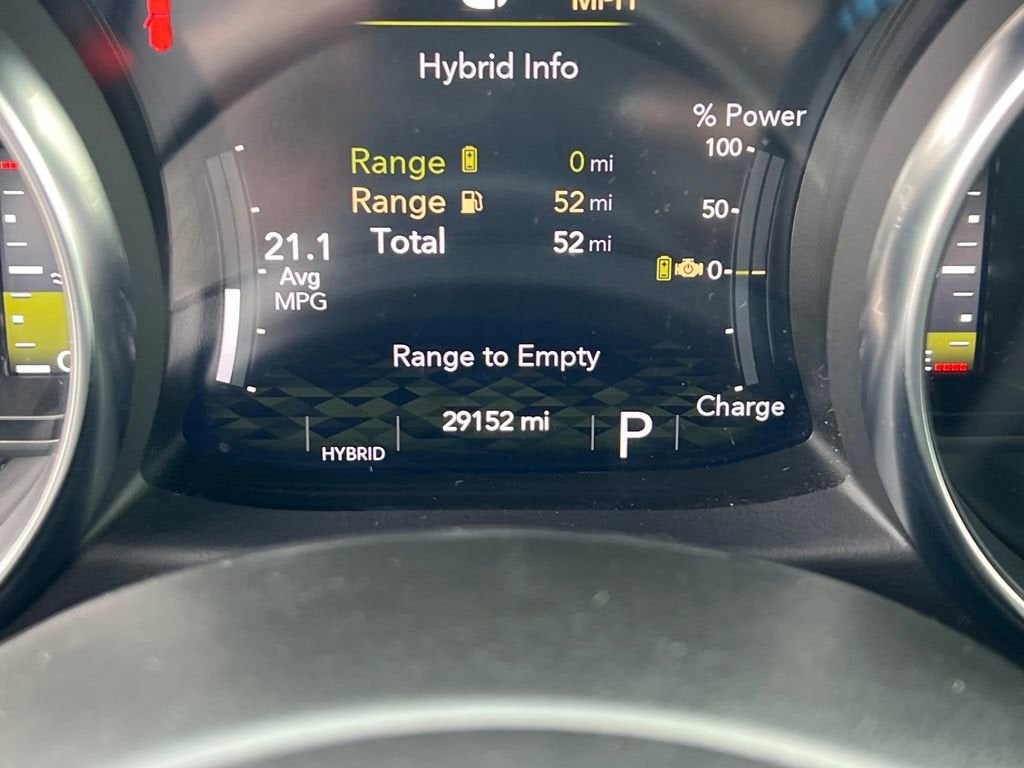 MPH
Hybrid Info
% Power
100
Range 0 mi
Range 52 mi
50
Total 52 mi
21.1
Avg
MPG
0
Range to Empty
Charge
29152 mi
P
HYBRID